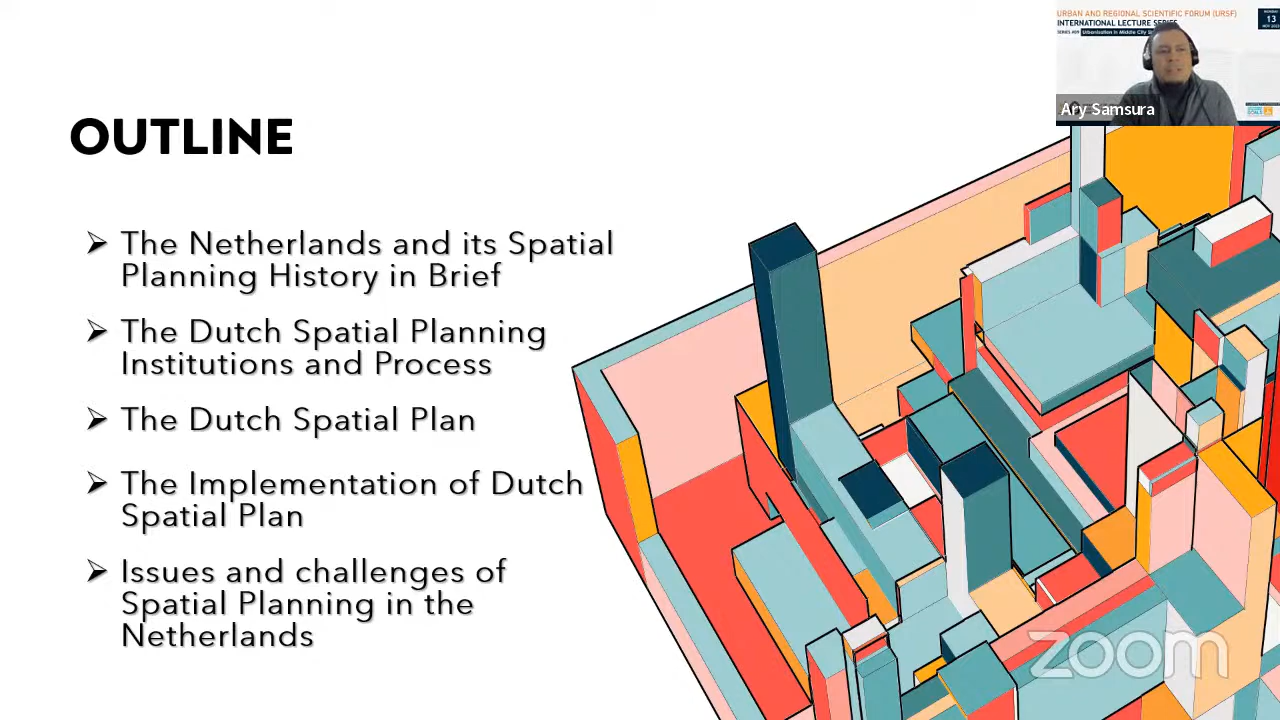 URBAN AND REGIONAL SCIENTIFIC FORUM (URSF)
INTERNATIONAL LECTURE SERIES
13
Urbanisation in Middle City
Ary Samsura
OUTLINE
➢ The Netherlands and its Spatial
Planning History in Brief
➢ The Dutch Spatial Planning
Institutions and Process
➢ The Dutch Spatial Plan
➢ The Implementation of Dutch
Spatial Plan
➢ Issues and challenges of
Spatial Planning in the
Netherlands
zoom